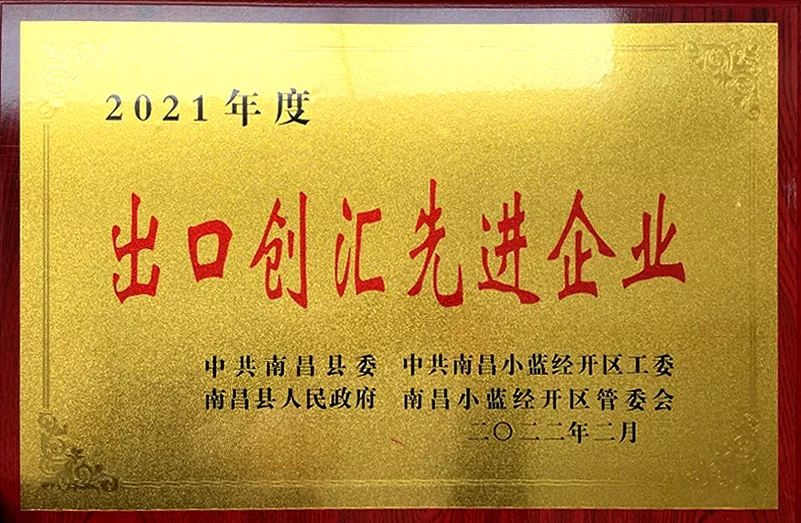 2021年度
出口创汇先进企业
中共南昌县委 中共南昌小蓝经开区工委
南昌县人民政府 南昌小蓝经开区管委会
二〇二二年二月